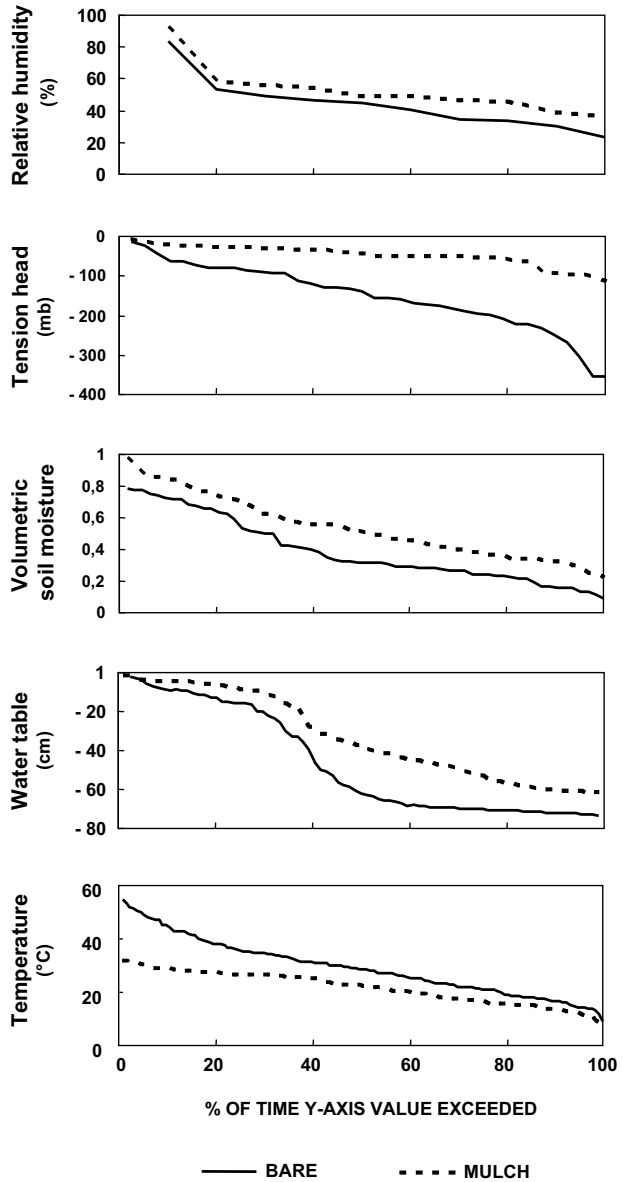 Relative humidity
(%)
100
80
60
40
20
0
Tension head
(mb)
0
- 100
- 200
- 300
- 400
Volumetric
soil moisture
1
0,8
0,6
0,4
0,2
0
Water table
(cm)
1
- 20
- 40
- 60
- 80
Temperature
(°C)
60
40
20
0
0 20 40 60 80 100
% OF TIME Y-AXIS VALUE EXCEEDED
BARE MULCH